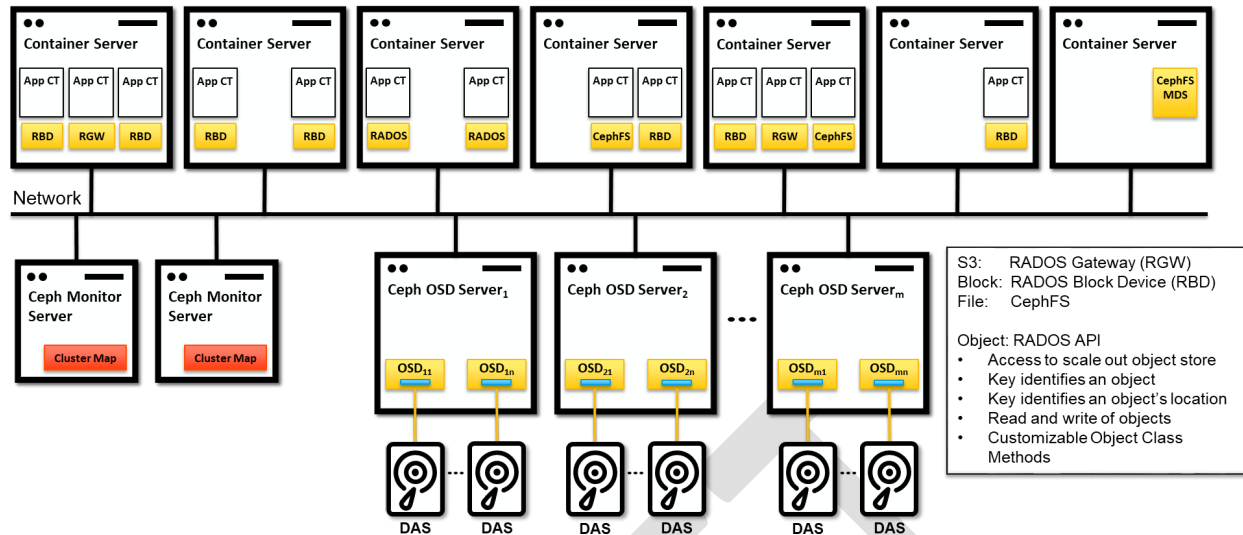 Container Server
App CT App CT App CT
RBD RGW RBD
Container Server
App CT App CT
RBD RBD
Container Server
App CT App CT
RADOS RADOS
Container Server
App CT App CT
CephFS RBD
Container Server
App CT App CT App CT
RBD RGW CephFS
Container Server
App CT
RBD
Container Server
CephFS
MDS
Network
Ceph Monitor
Server
Cluster Map
Ceph Monitor
Server
Cluster Map
Ceph OSD Server1
OSD11 OSD1n
DAS DAS
Ceph OSD Server2
OSD21 OSD2n
DAS DAS
Ceph OSD Serverm
OSDm1 OSDmn
DAS DAS
S3: RADOS Gateway (RGW)
Block: RADOS Block Device (RBD)
File: CephFS
Object: RADOS API
• Access to scale out object store
• Key identifies an object
• Key identifies an object's location
• Read and write of objects
• Customizable Object Class
Methods